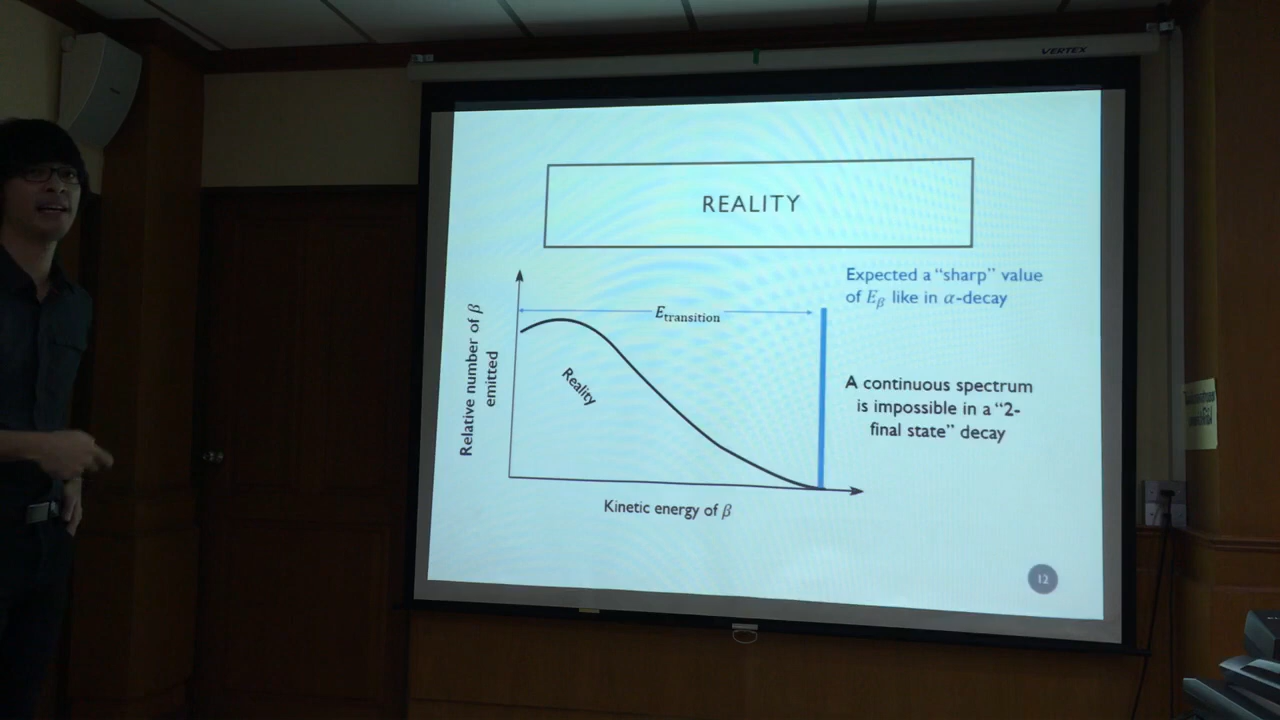 VERTEX
REALITY
Expected a “sharp” value
of Eᵦ like in α-decay
E_transition
Relative number of β
emitted
Reality
A continuous spectrum
is impossible in a “2-
final state” decay
Kinetic energy of β
12